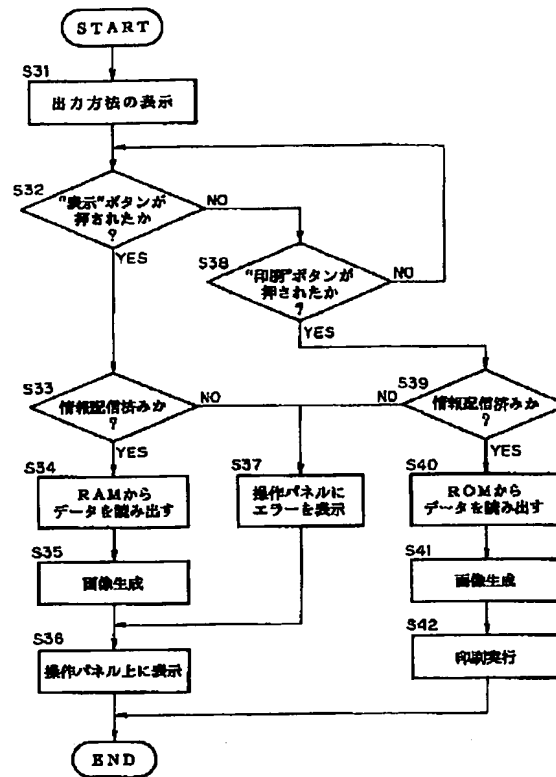 START
S31
出力方法の表示
S32
"表示"ボタンが
押されたか
?
NO
YES
S38
"印刷"ボタンが
押されたか
?
NO
YES
S33
情報配信済みか
?
NO
YES
S39
NO
情報配信済みか
?
YES
S34
RAMから
データを読み出す
S37
操作パネルに
エラーを表示
S40
ROMから
データを読み出す
S35
画像生成
S41
画像生成
S36
操作パネル上に表示
S42
印刷実行
END